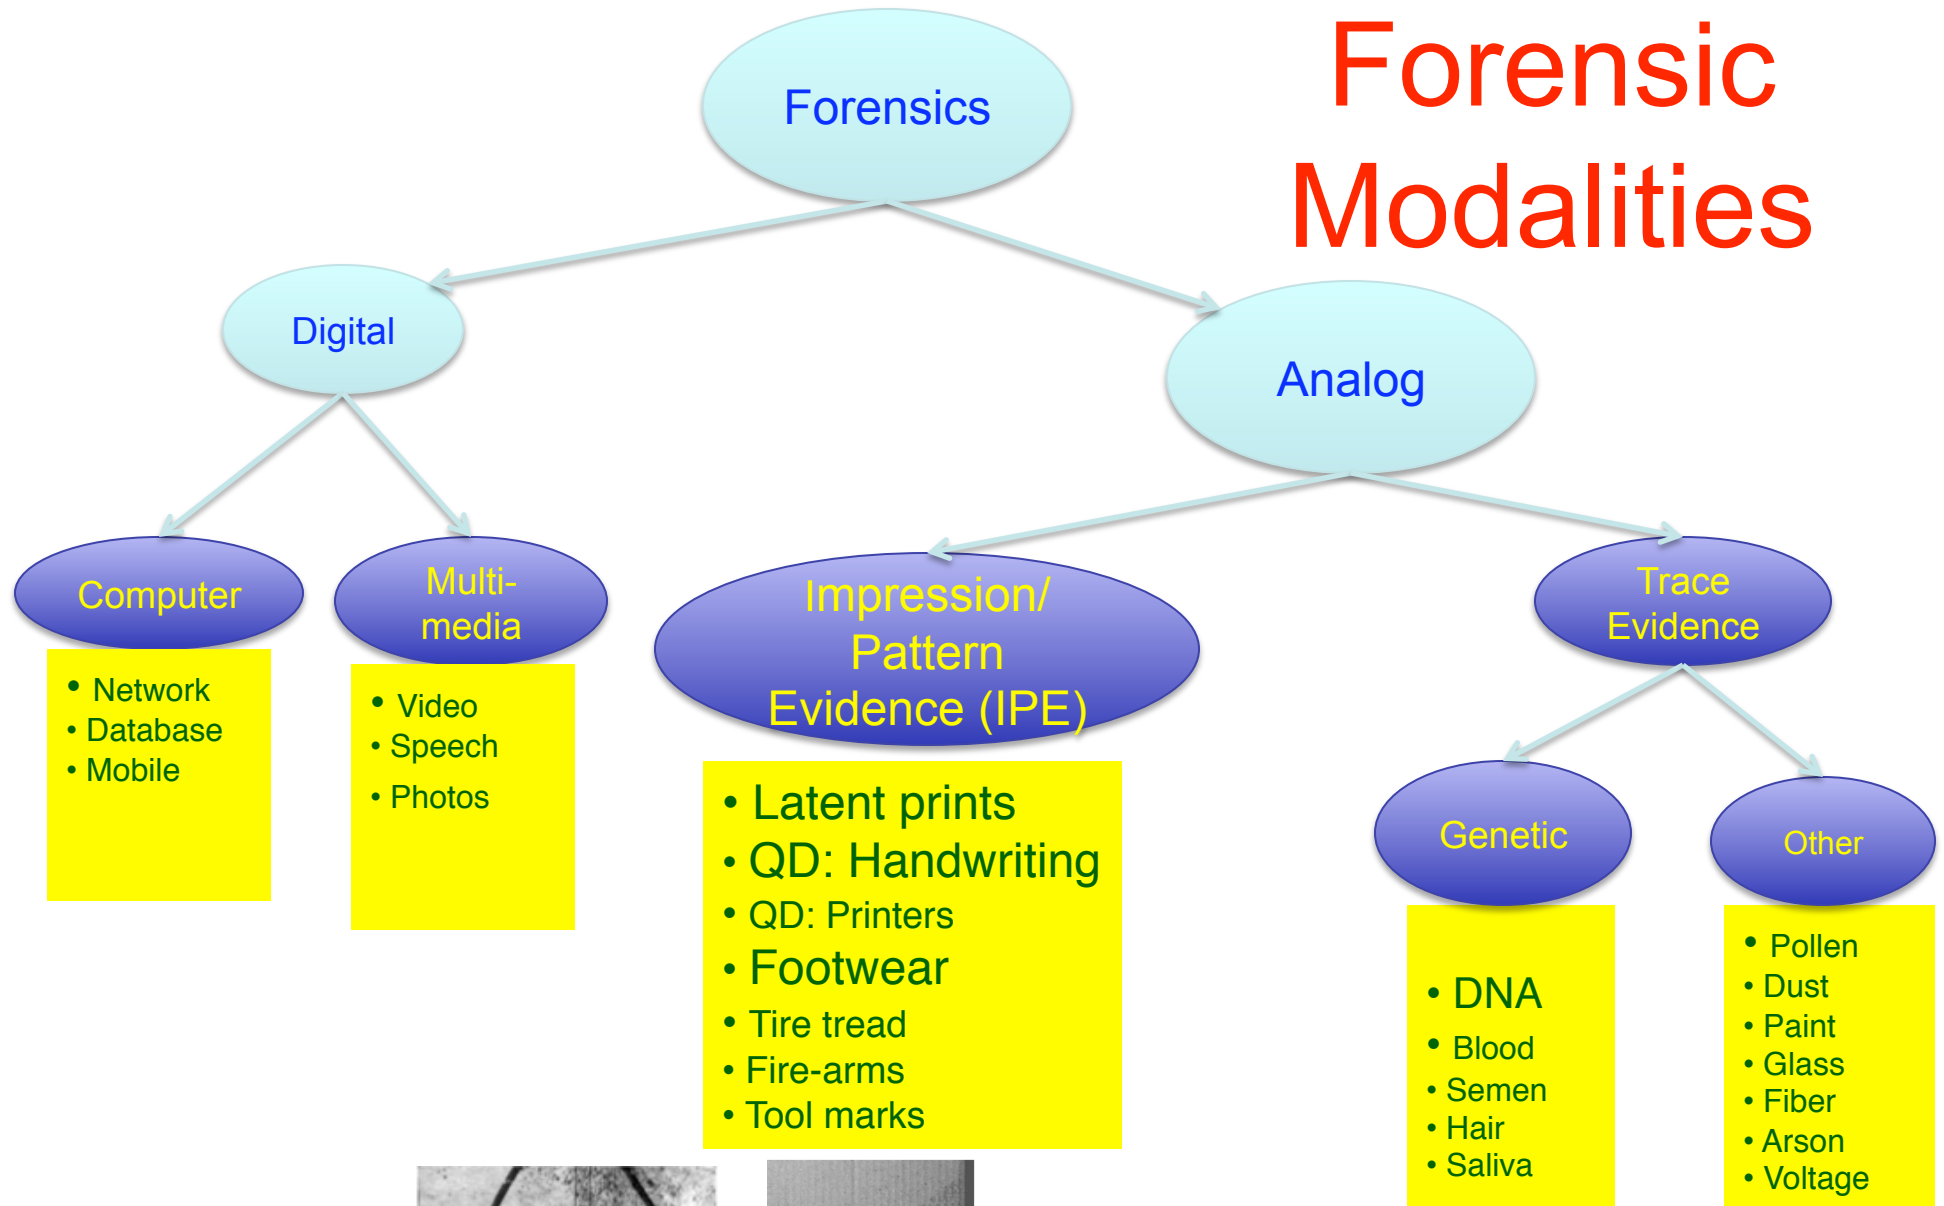 Forensic
Modalities
Forensics
Digital
Analog
Computer
• Network
• Database
• Mobile
Multi-
media
• Video
• Speech
• Photos
Impression/
Pattern
Evidence (IPE)
• Latent prints
• QD: Handwriting
• QD: Printers
• Footwear
• Tire tread
• Fire-arms
• Tool marks
Trace
Evidence
Genetic
• DNA
• Blood
• Semen
• Hair
• Saliva
Other
• Pollen
• Dust
• Paint
• Glass
• Fiber
• Arson
• Voltage